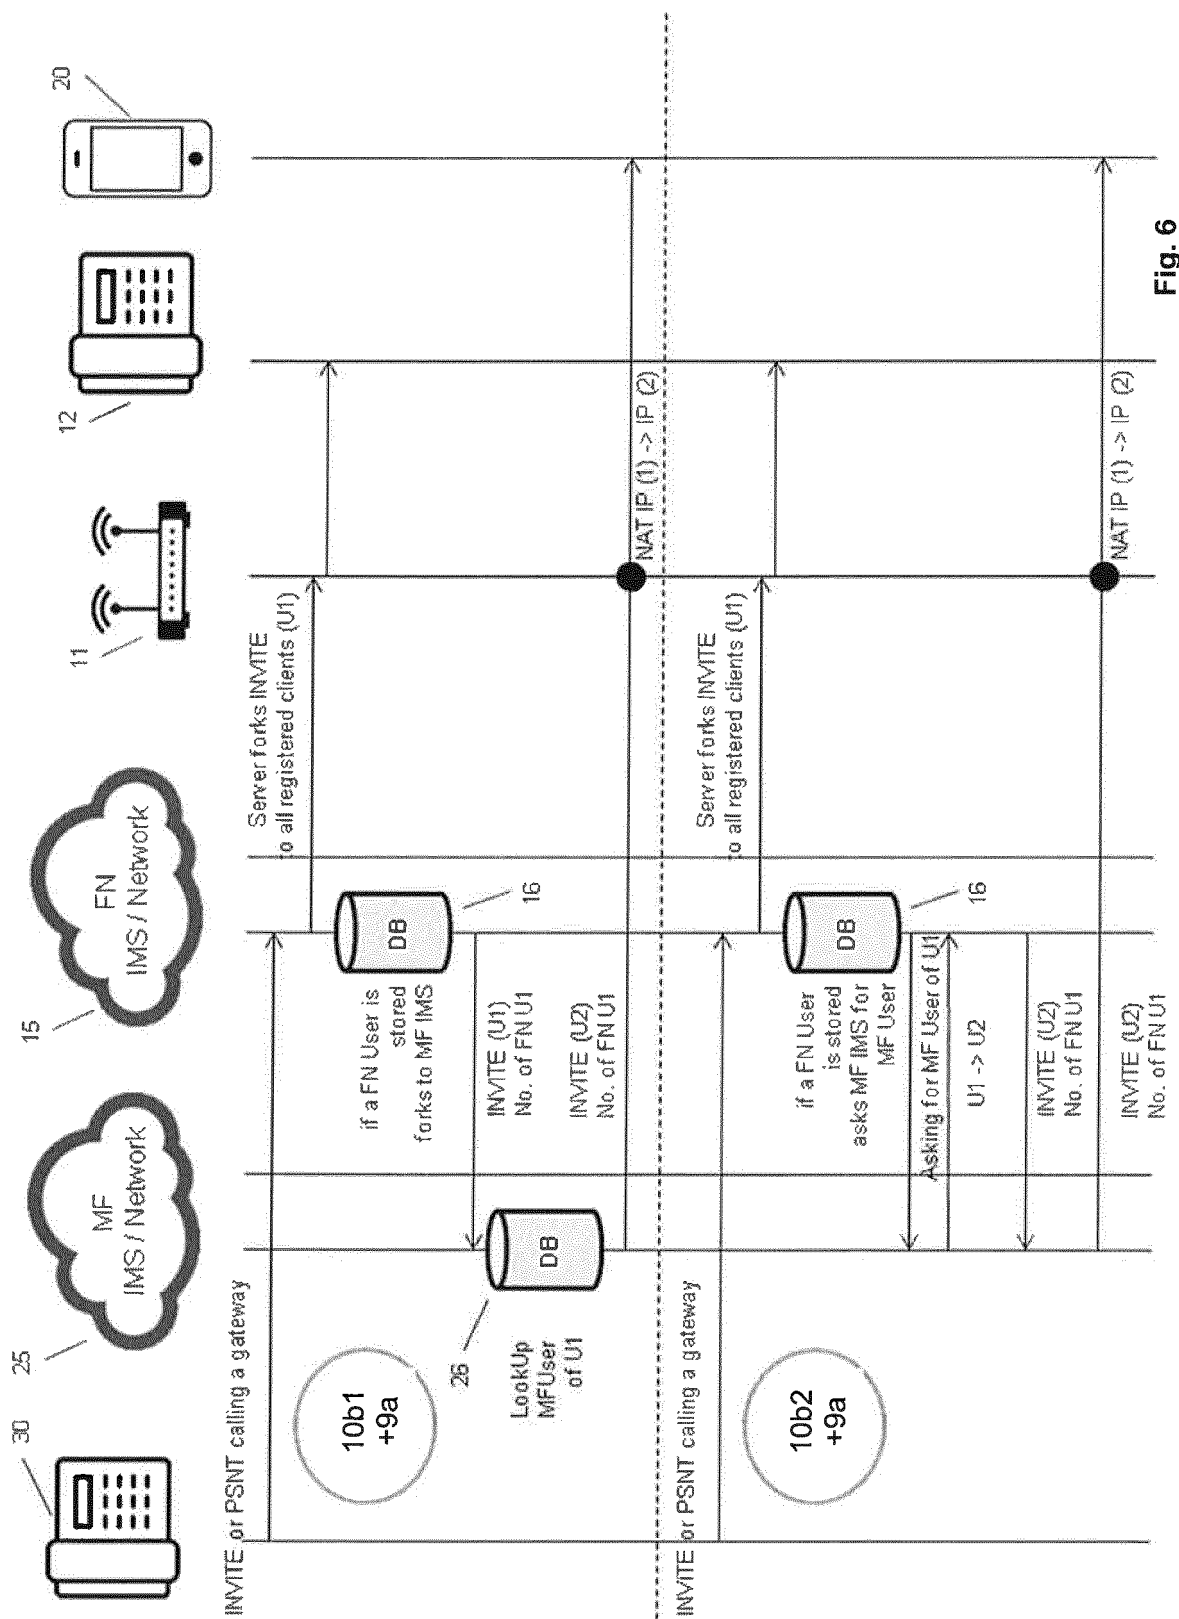 30
25
15
11
12
20
MF
IMS / Network
FN
IMS / Network
INVITE or PSNT calling a gateway
Server forks INVITE
to all registered clients (U1)
10b1
+9a
if a FN User is
stored
forks to MF IMS
DB
16
INVITE (U1)
No. of FN U1
26
DB
LookUp
MFUser
of U1
INVITE (U2)
No. of FN U1
NAT IP (1) -> IP (2)
INVITE or PSNT calling a gateway
Server forks INVITE
to all registered clients (U1)
10b2
+9a
if a FN User
is stored
asks MF IMS for
MF User
DB
16
Asking for MF User of U1
U1 -> U2
INVITE (U2)
No. of FN U1
INVITE (U2)
No. of FN U1
NAT IP (1) -> IP (2)
Fig. 6